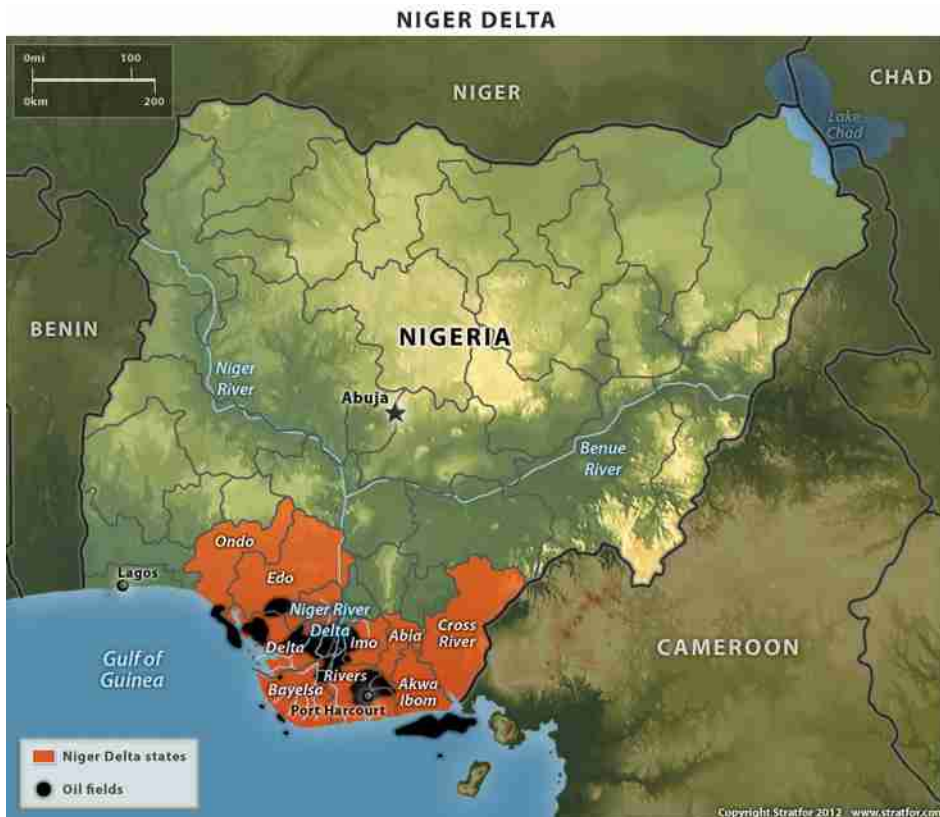 NIGER DELTA
0mi 100
0km 200
NIGER
CHAD
Lake
Chad
BENIN
NIGERIA
Niger
River
Abuja
Benue
River
Ondo
Lagos
Edo
Niger River
Delta
Delta
Imo
Abia
Cross
River
Rivers
Bayelsa
Akwa
Ibom
Port Harcourt
Gulf of
Guinea
CAMEROON
Niger Delta states
Oil fields
Copyright Stratfor 2012 www.stratfor.com